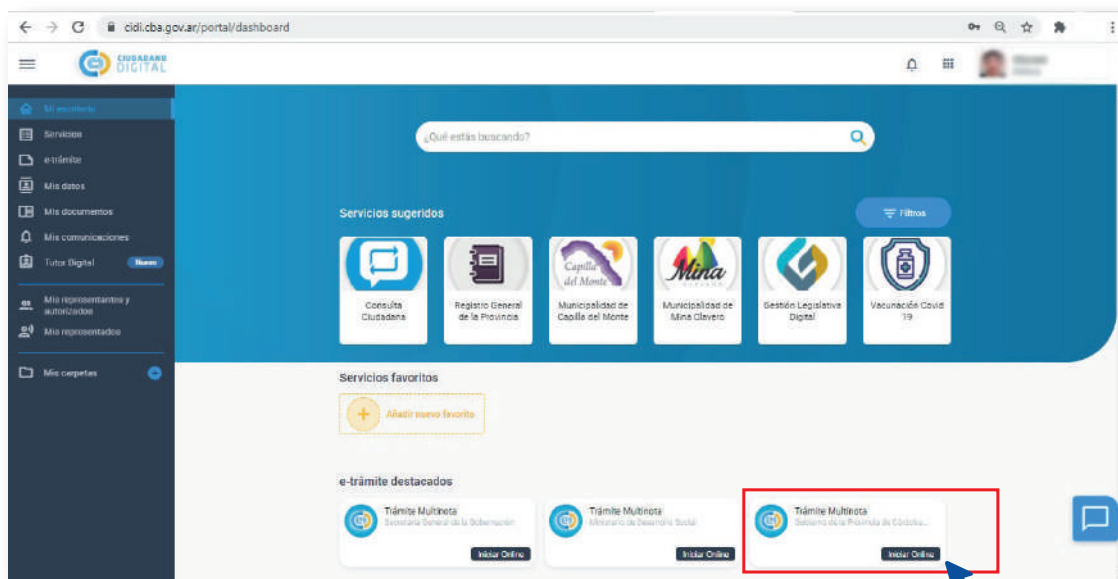 cidi.cba.gov.ar/portal/dashboard
CIUDADANO
DIGITAL
Mi escritorio
Servicios
e-trámite
Mis datos
Mis documentos
Mis comunicaciones
Tutor Digital Nuevo
Mis representantes y
autorizados
Mis representados
Mis carpetas
¿Qué estás buscando?
Servicios sugeridos
Filtros
Consulta
Ciudadana
Registro General
de la Provincia
Capilla
del Monte
Municipalidad de
Capilla del Monte
Mina
CLAVERO
Municipalidad de
Mina Clavero
Gestión Legislativa
Digital
Vacunación Covid
19
Servicios favoritos
Añadir nuevo favorito
e-trámite destacados
Trámite Multinota
Secretaría General de la Gobernación
Iniciar Online
Trámite Multinota
Ministerio de Desarrollo Social
Iniciar Online
Trámite Multinota
Gobierno de la Provincia de Córdoba...
Iniciar Online